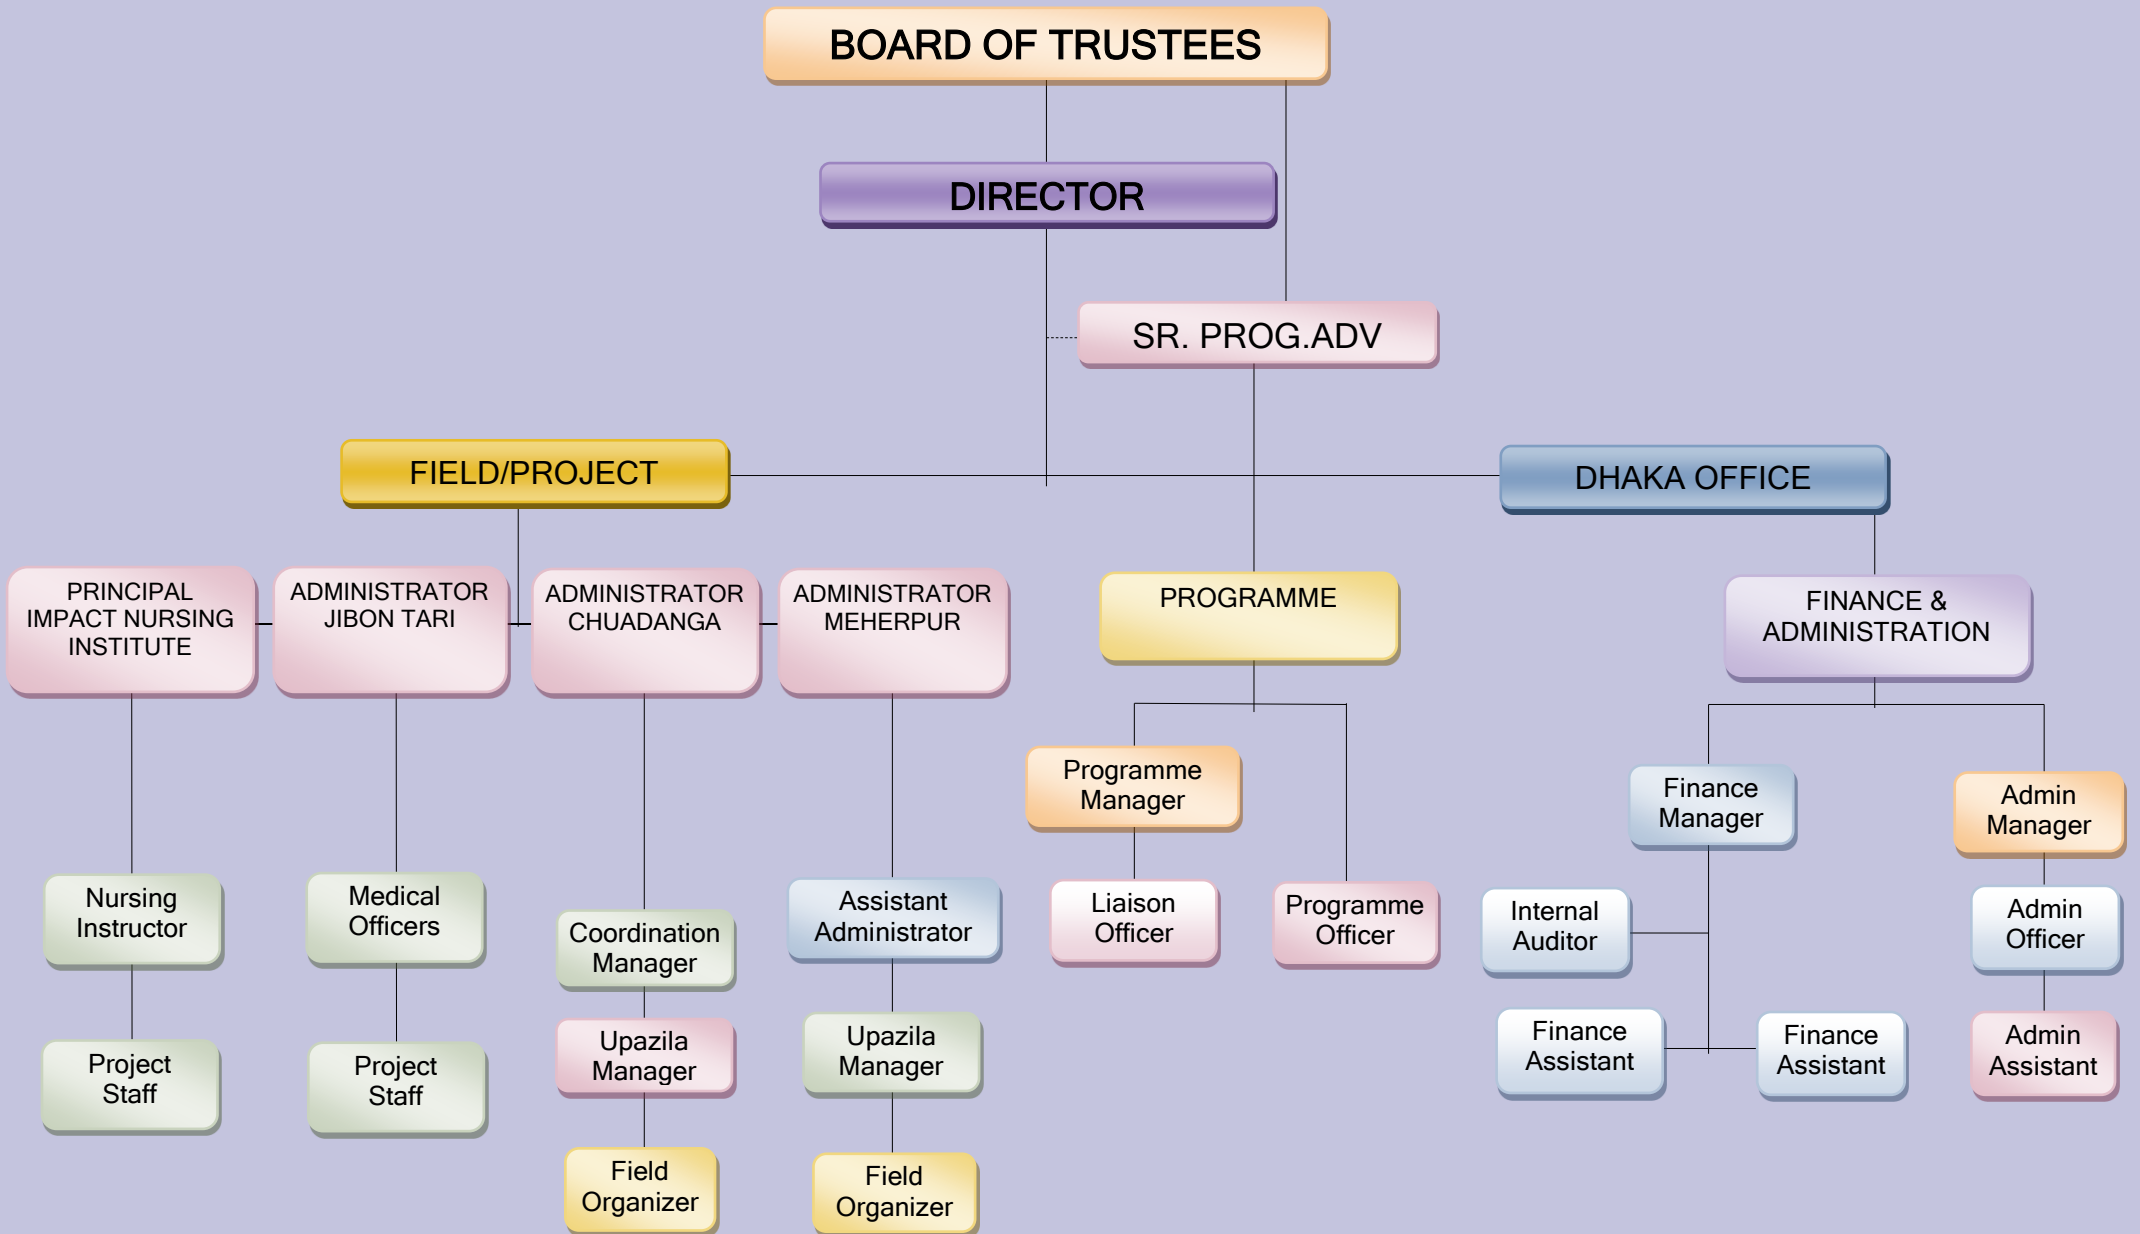 BOARD OF TRUSTEES
DIRECTOR
SR. PROG.ADV
FIELD/PROJECT
DHAKA OFFICE
PRINCIPAL
IMPACT NURSING
INSTITUTE
ADMINISTRATOR
JIBON TARI
ADMINISTRATOR
CHUADANGA
ADMINISTRATOR
MEHERPUR
PROGRAMME
FINANCE &
ADMINISTRATION
Programme
Manager
Finance
Manager
Admin
Manager
Nursing
Instructor
Medical
Officers
Coordination
Manager
Assistant
Administrator
Liaison
Officer
Programme
Officer
Internal
Auditor
Admin
Officer
Project
Staff
Project
Staff
Upazila
Manager
Upazila
Manager
Finance
Assistant
Finance
Assistant
Admin
Assistant
Field
Organizer
Field
Organizer